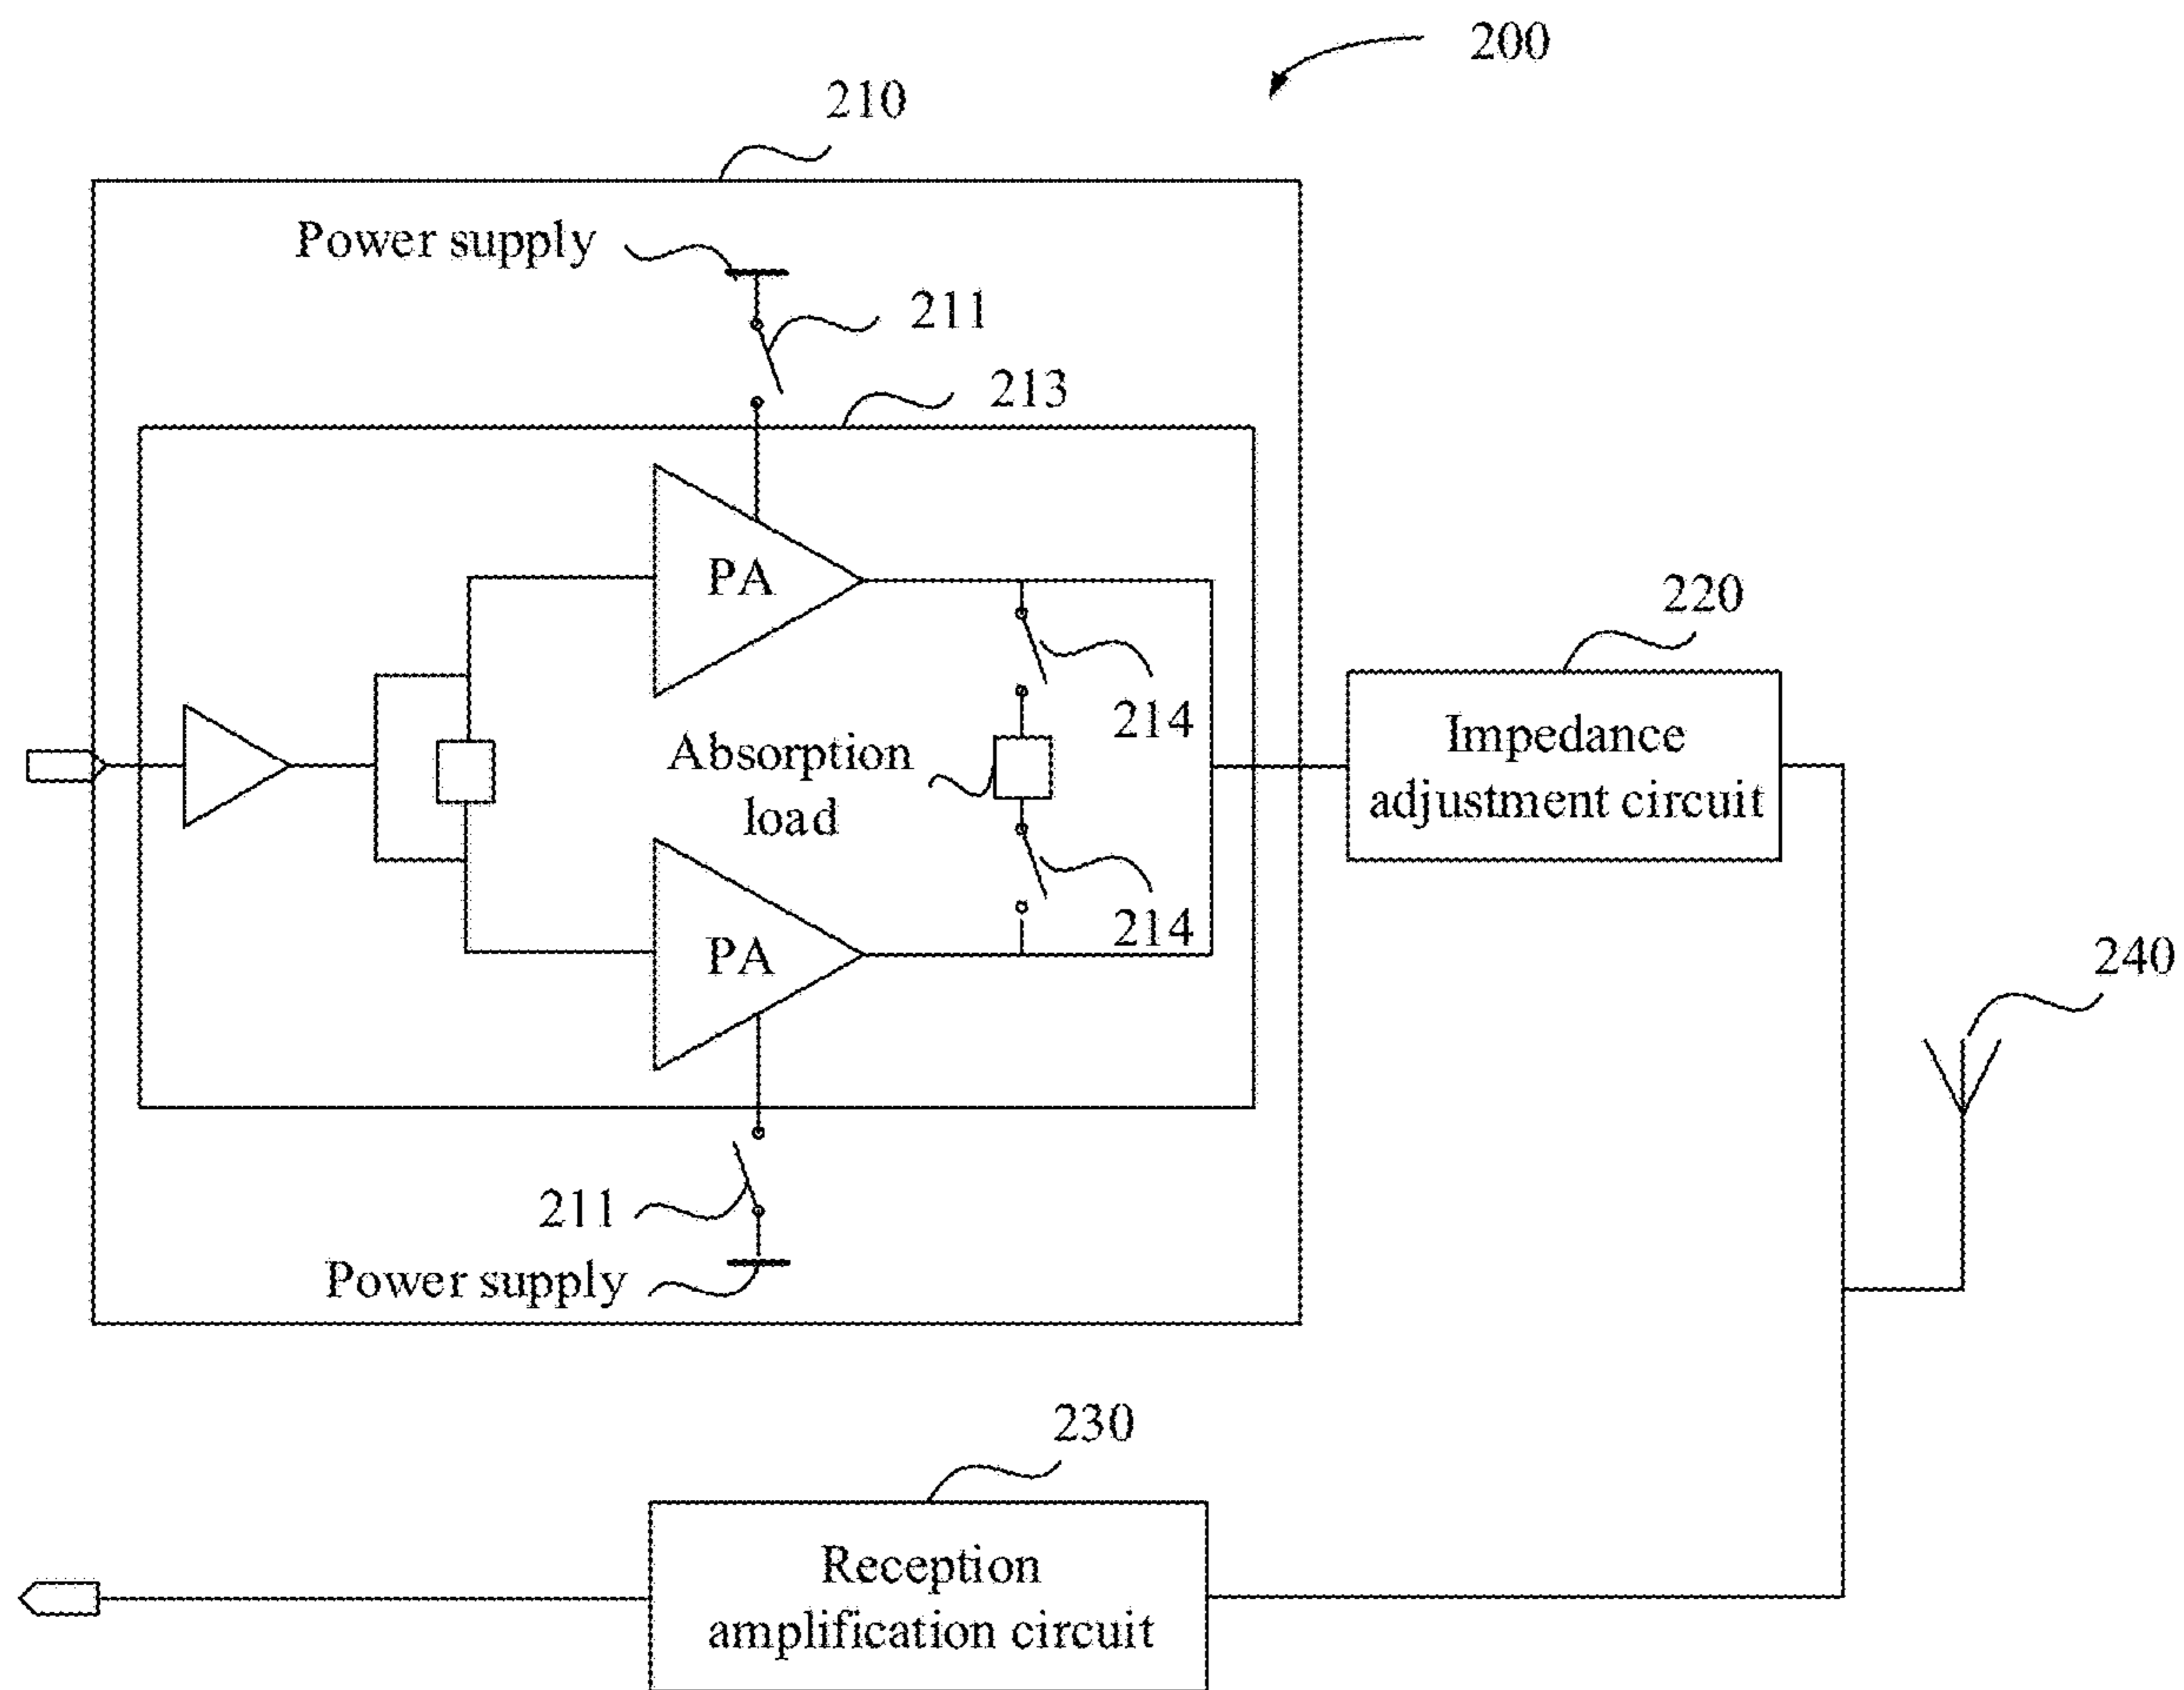 200
210
Power supply
211
213
PA
220
214
Impedance
adjustment circuit
Absorption
load
214
PA
240
211
Power supply
230
Reception
amplification circuit